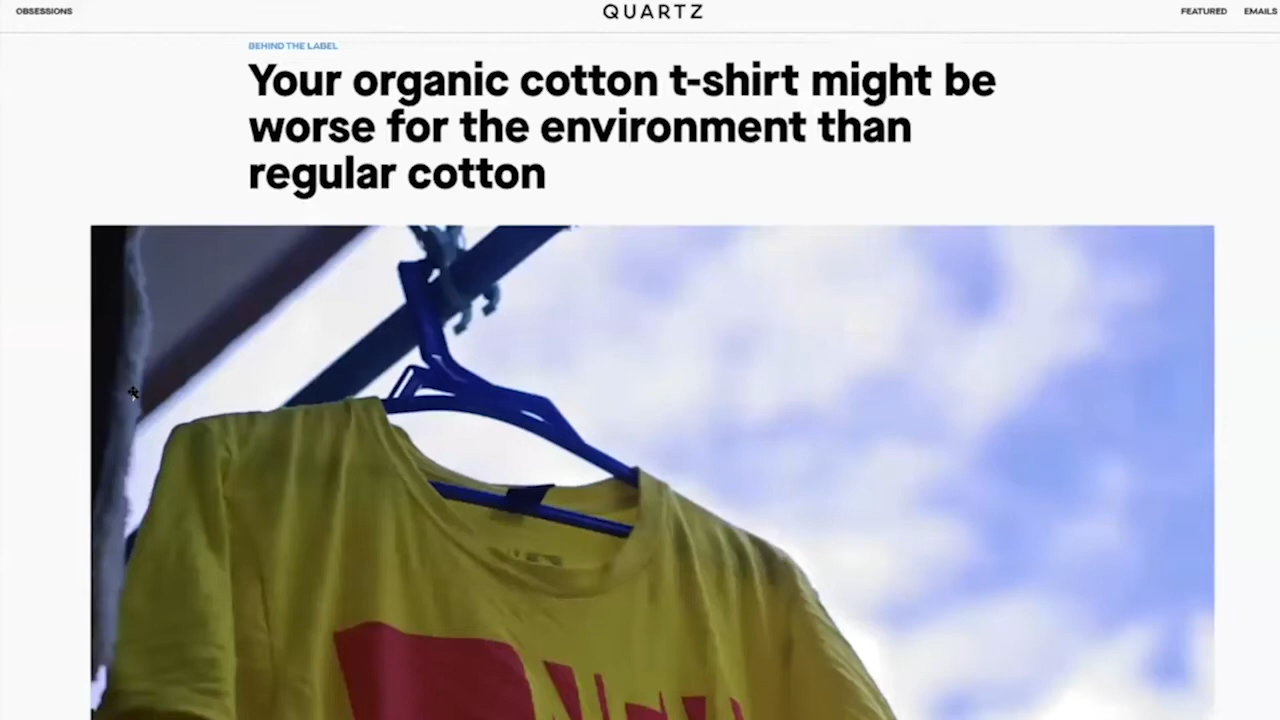 OBSESSIONS
QUARTZ
FEATURED EMAILS
BEHIND THE LABEL
Your organic cotton t-shirt might be
worse for the environment than
regular cotton